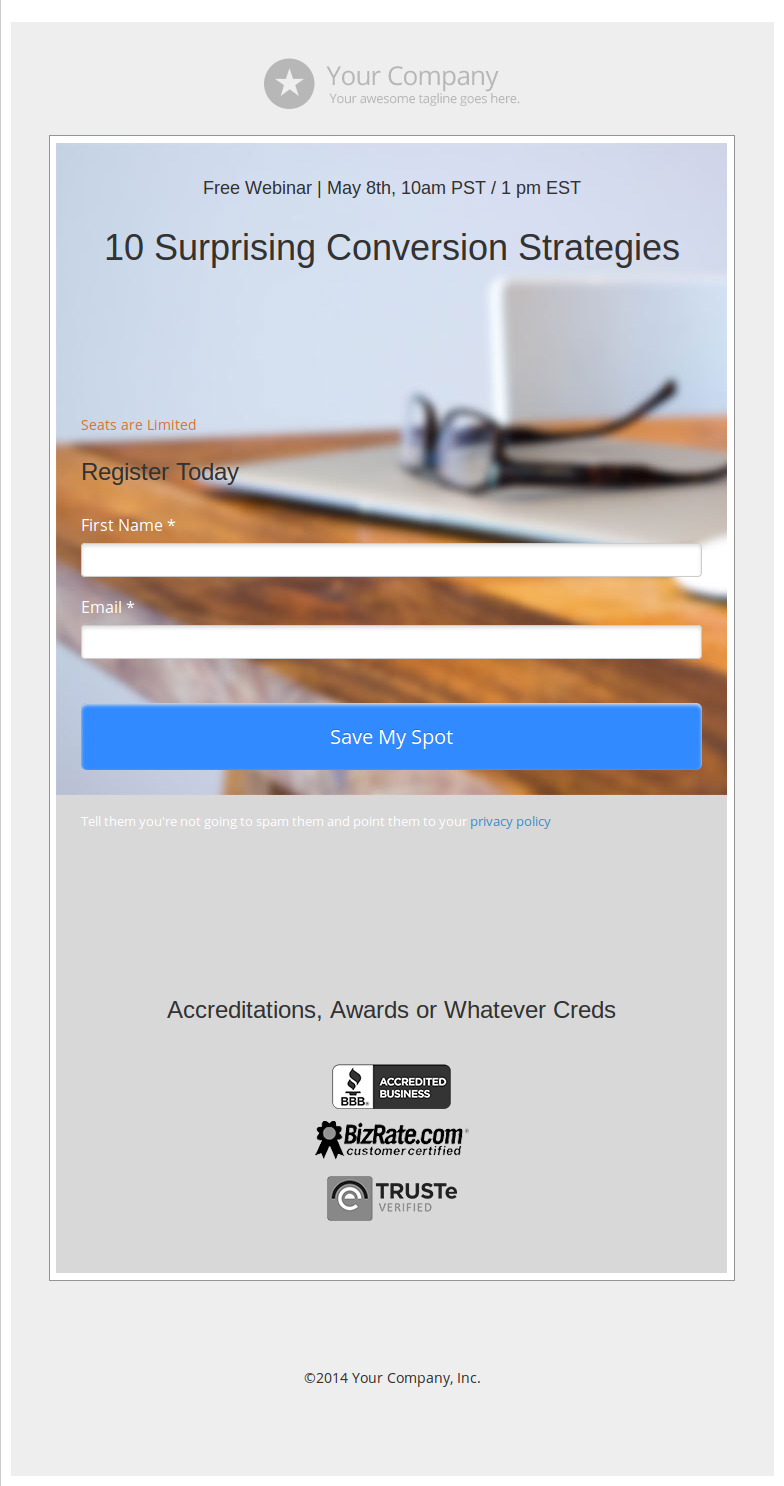 Your Company
Your awesome tagline goes here.
Free Webinar | May 8th, 10am PST / 1 pm EST
10 Surprising Conversion Strategies
Seats are Limited
Register Today
First Name *
Email *
Save My Spot
Tell them you're not going to spam them and point them to your privacy policy
Accreditations, Awards or Whatever Creds
BBB®
ACCREDITED
BUSINESS
BizRate.com®
customer certified
TRUSTe
VERIFIED
©2014 Your Company, Inc.